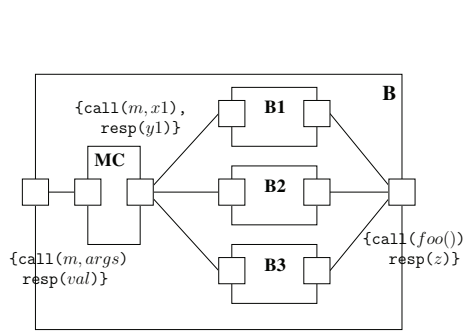 B
{call(m, x1),
resp(y1)}
B1
MC
B2
{call(foo())
resp(z)}
{call(m, args)
resp(val)}
B3